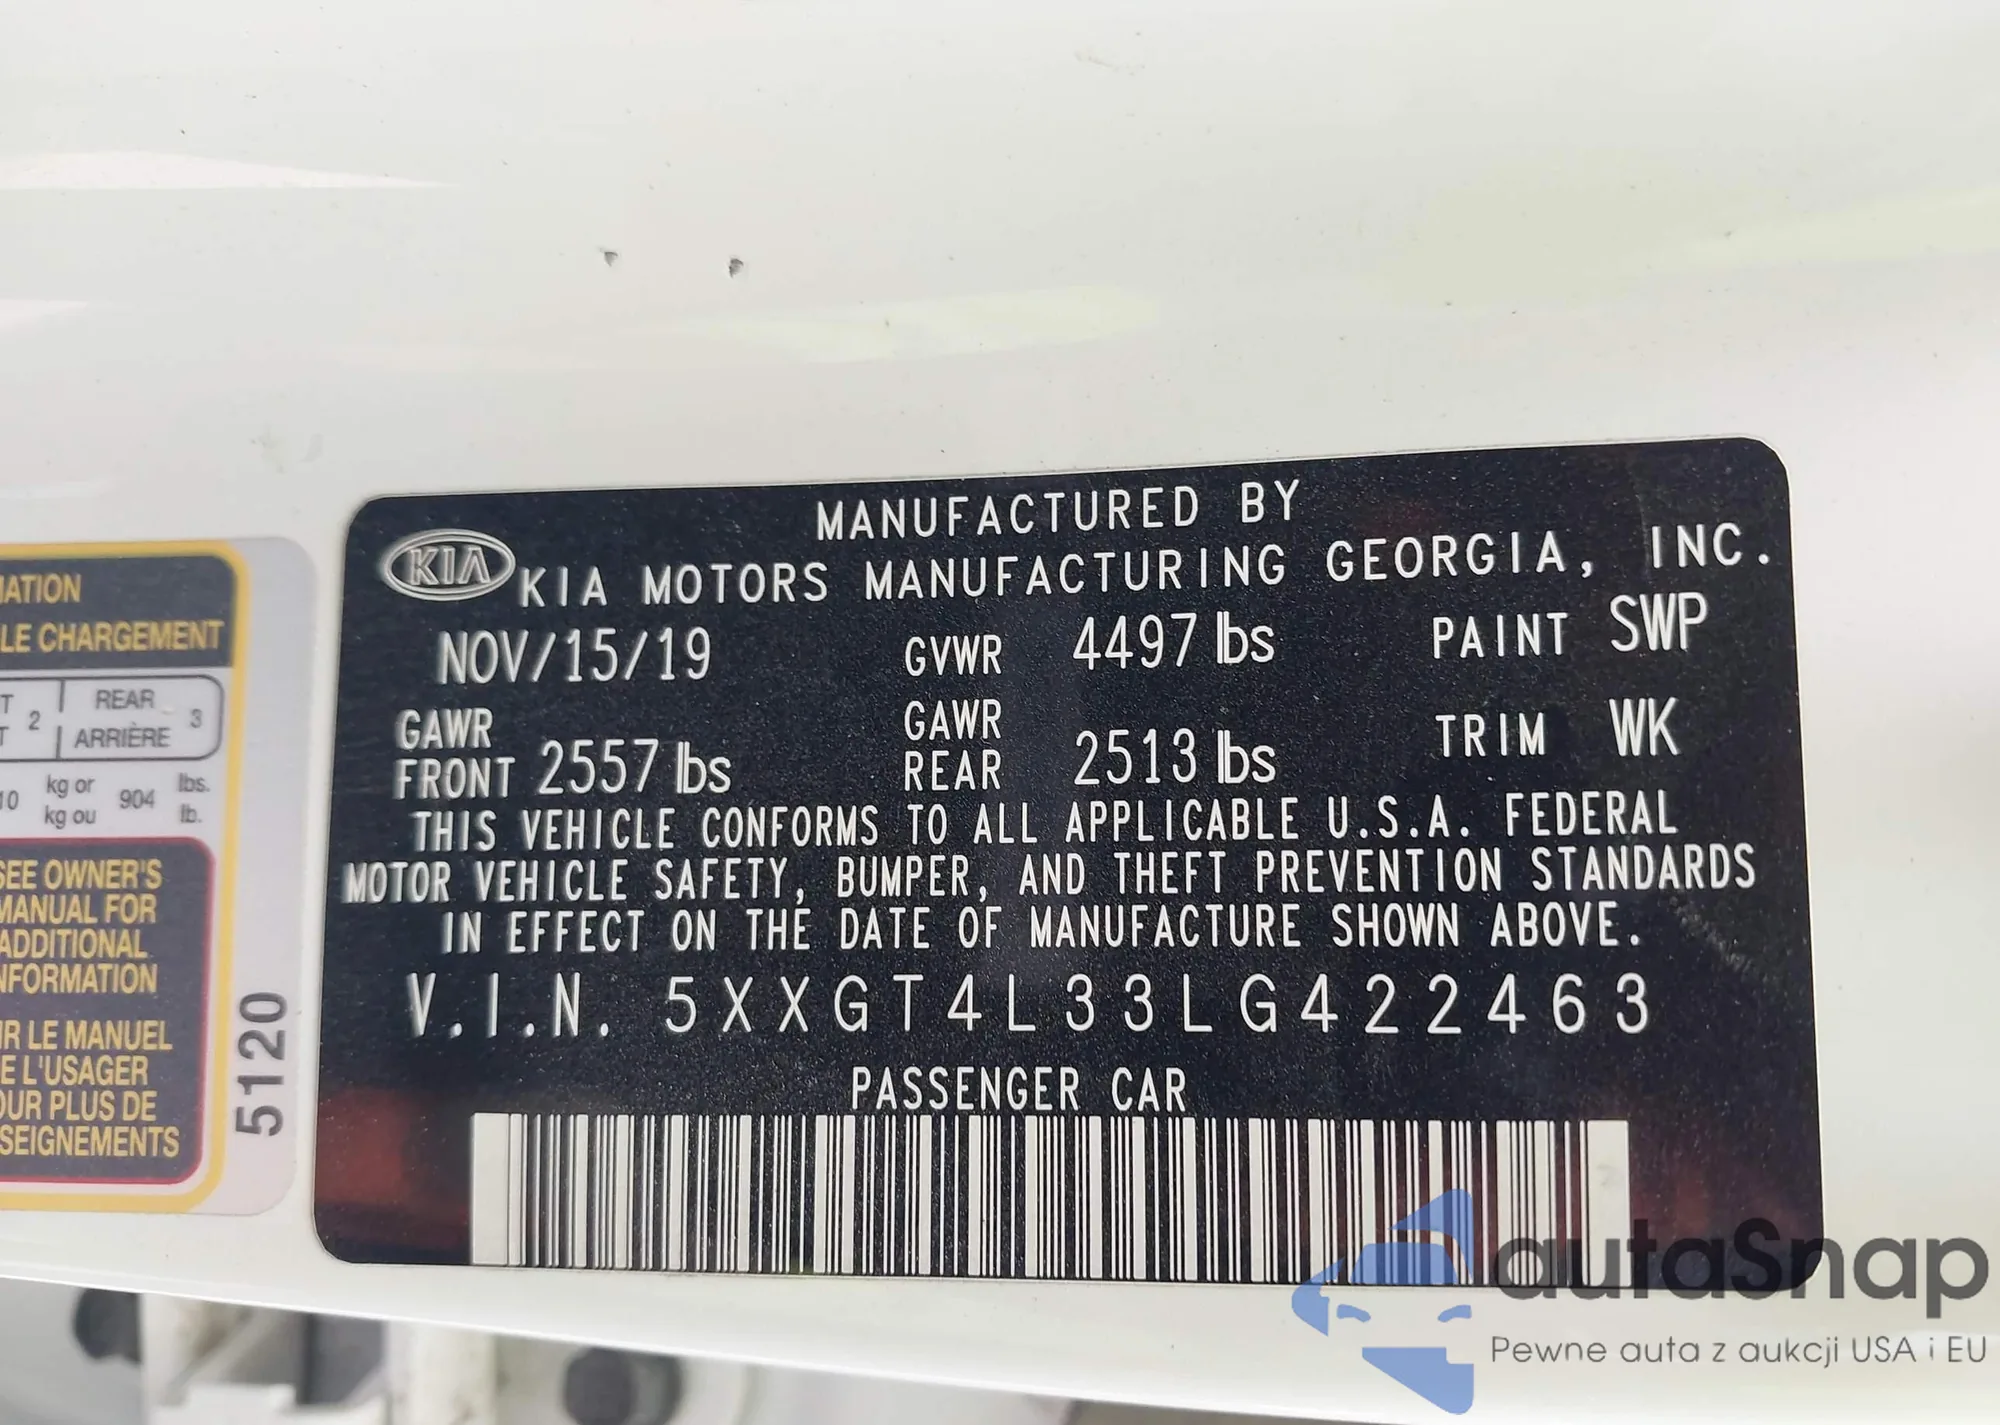 MANUFACTURED BY
KIA KIA MOTORS MANUFACTURING GEORGIA, INC.
NOV/15/19 GVWR 4497 lbs PAINT SWP
GAWR FRONT 2557 lbs GAWR REAR 2513 lbs TRIM WK
THIS VEHICLE CONFORMS TO ALL APPLICABLE U.S.A. FEDERAL
MOTOR VEHICLE SAFETY, BUMPER, AND THEFT PREVENTION STANDARDS
IN EFFECT ON THE DATE OF MANUFACTURE SHOWN ABOVE.
V.I.N. 5XXGT4L33LG422463
PASSENGER CAR
LE CHARGEMENT
2 REAR 3
ARRIÈRE
kg or 904 lbs.
kg ou lb.
SEE OWNER'S
MANUAL FOR
ADDITIONAL
INFORMATION
LE MANUEL
L'USAGER
PLUS DE
5120
autaSnap
Pewne auta z aukcji USA i EU